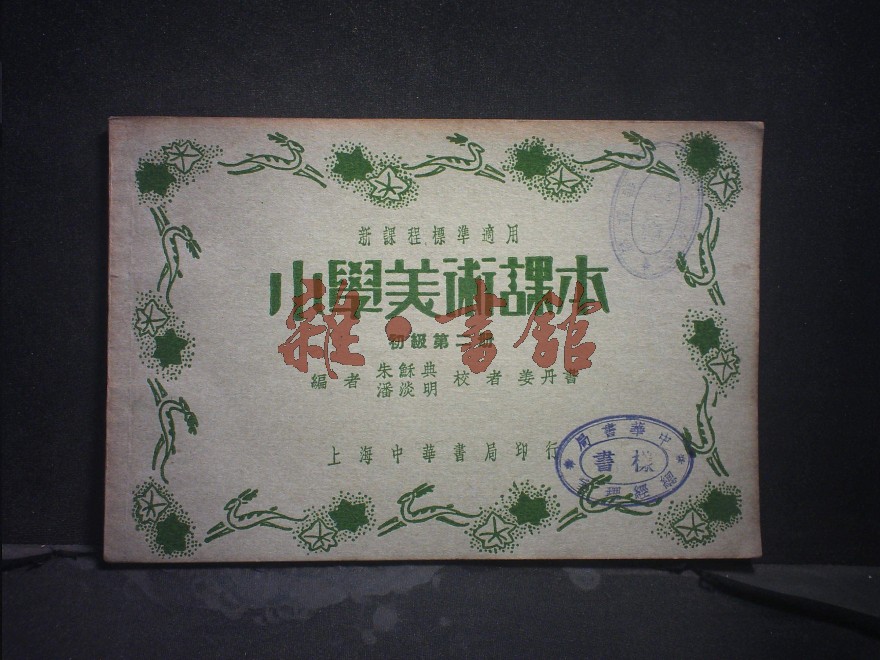 新課程標準適用
小學美術課本
初級第二冊
編者 朱穌典 潘淡明 校者 姜丹書
上海中華書局印行
雜·書館
中華書局
樣書